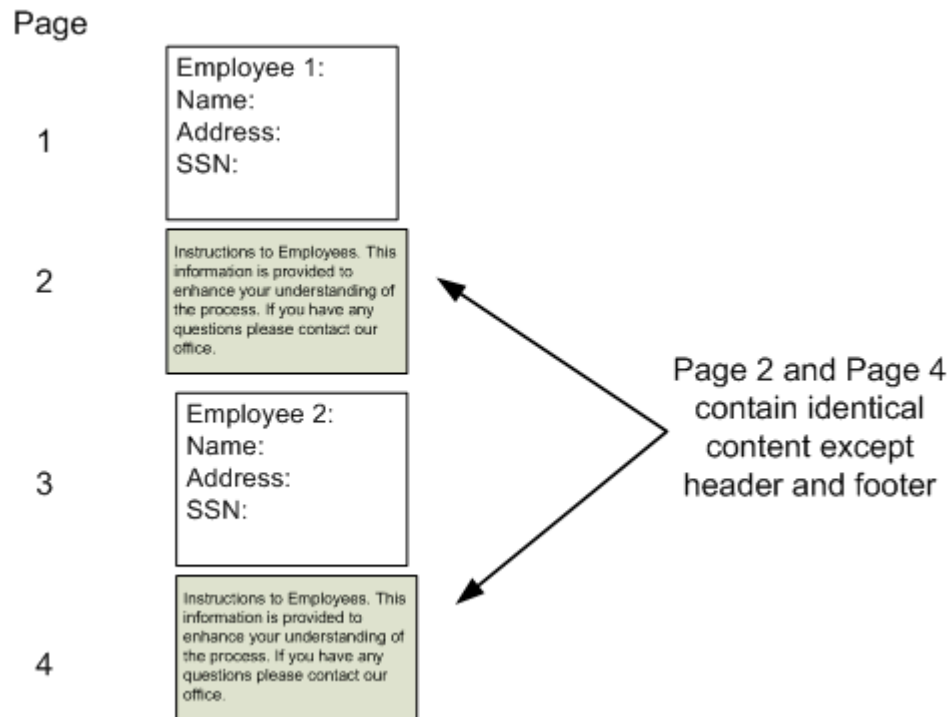 Page
1
Employee 1:
Name:
Address:
SSN:
2
Instructions to Employees. This
information is provided to
enhance your understanding of
the process. If you have any
questions please contact our
office.
Page 2 and Page 4
contain identical
content except
header and footer
3
Employee 2:
Name:
Address:
SSN:
4
Instructions to Employees. This
information is provided to
enhance your understanding of
the process. If you have any
questions please contact our
office.